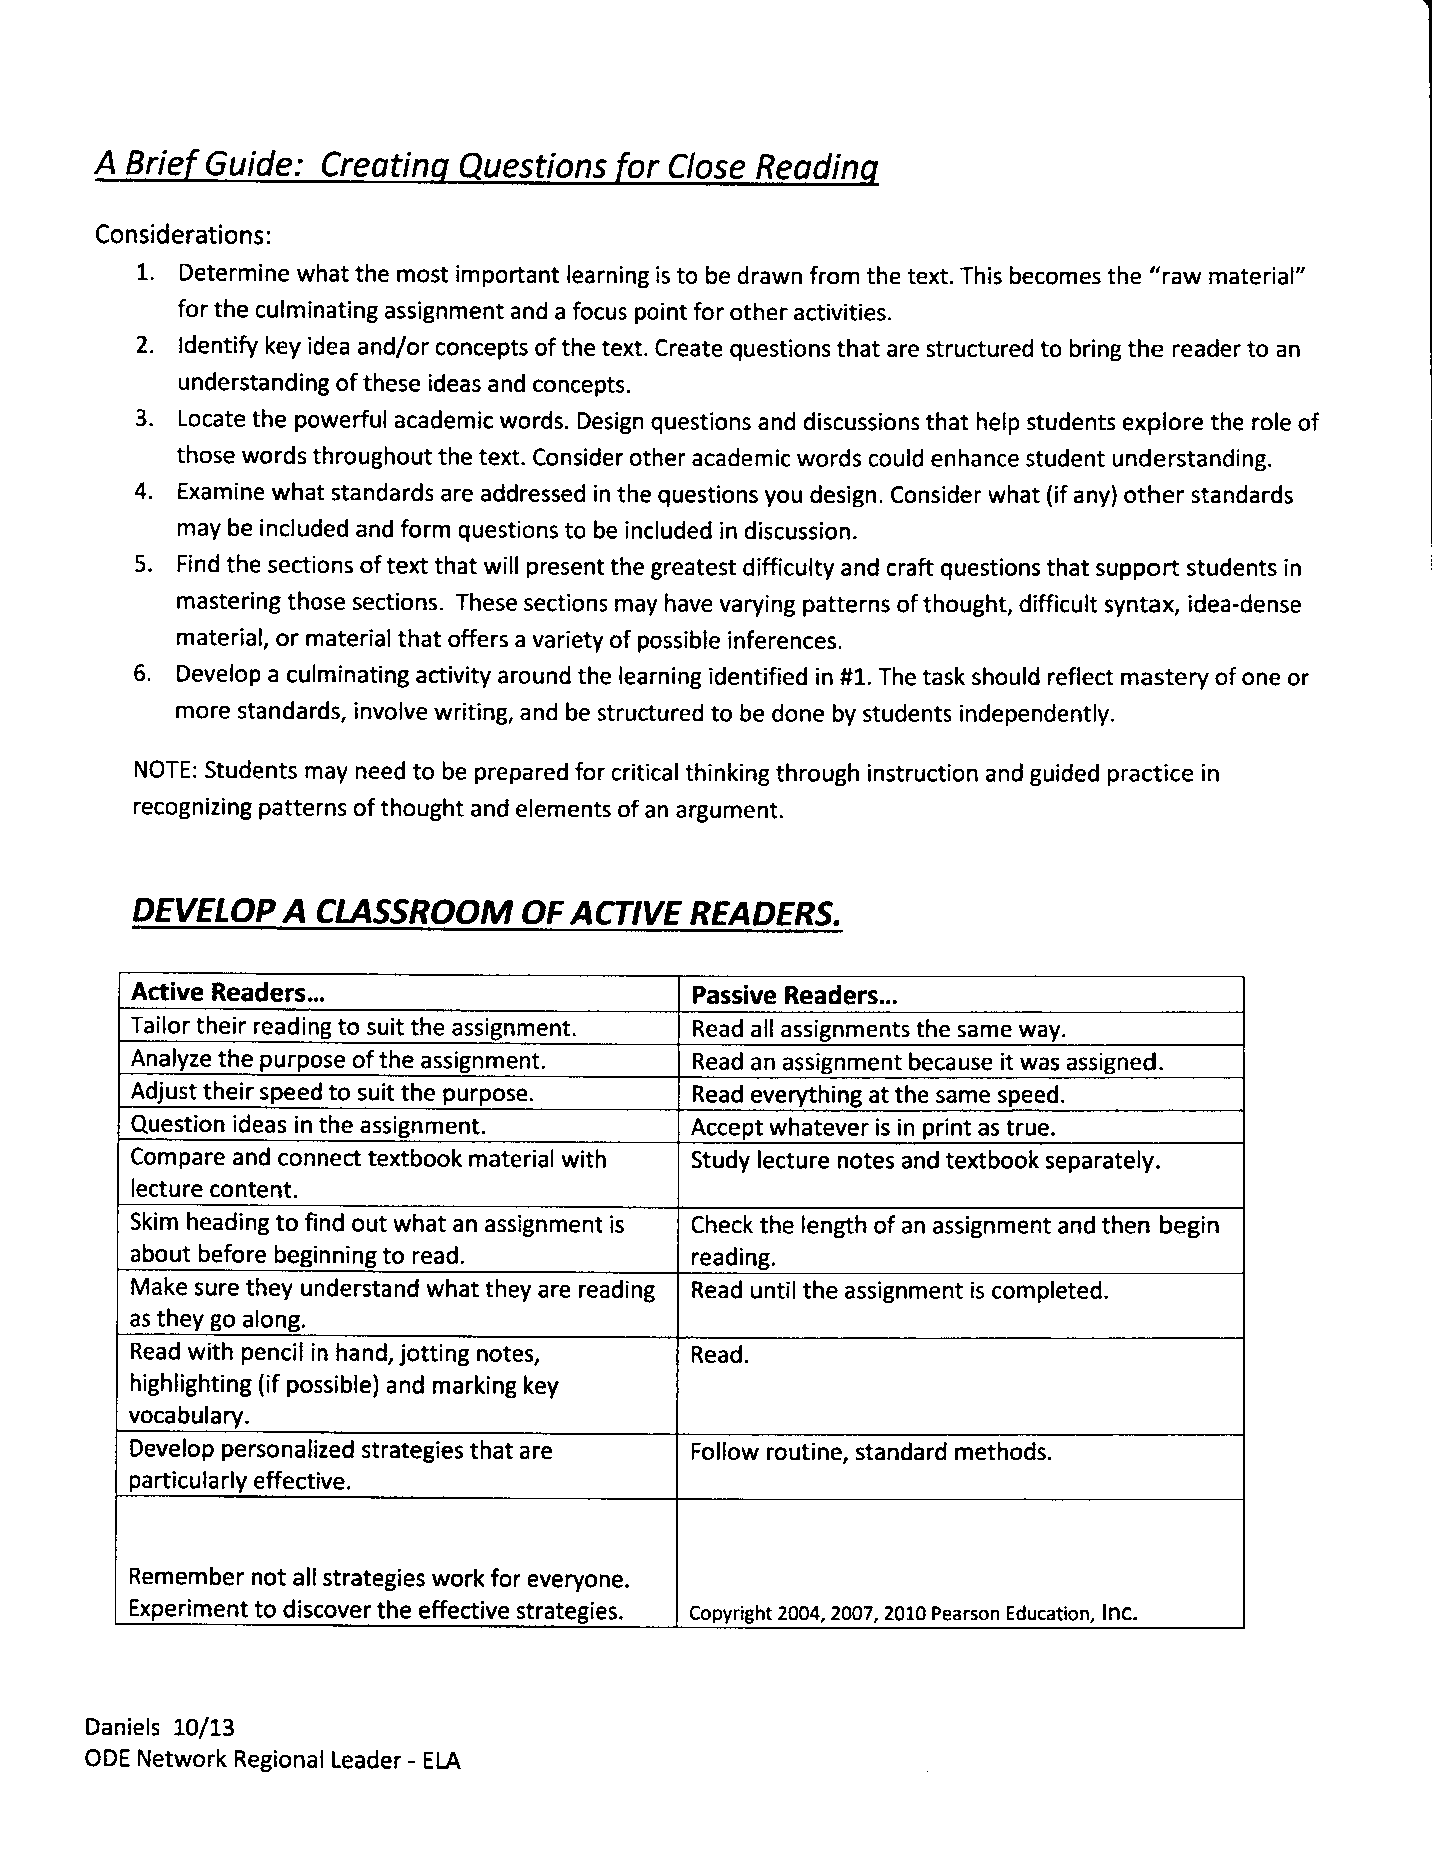 A Brief Guide: Creating Questions for Close Reading
Considerations:
1. Determine what the most important learning is to be drawn from the text. This becomes the "raw material"
for the culminating assignment and a focus point for other activities.
2. Identify key idea and/or concepts of the text. Create questions that are structured to bring the reader to an
understanding of these ideas and concepts.
3. Locate the powerful academic words. Design questions and discussions that help students explore the role of
those words throughout the text. Consider other academic words could enhance student understanding.
4. Examine what standards are addressed in the questions you design. Consider what (if any) other standards
may be included and form questions to be included in discussion.
5. Find the sections of text that will present the greatest difficulty and craft questions that support students in
mastering those sections. These sections may have varying patterns of thought, difficult syntax, idea-dense
material, or material that offers a variety of possible inferences.
6. Develop a culminating activity around the learning identified in #1. The task should reflect mastery of one or
more standards, involve writing, and be structured to be done by students independently.
NOTE: Students may need to be prepared for critical thinking through instruction and guided practice in
recognizing patterns of thought and elements of an argument.
DEVELOP A CLASSROOM OF ACTIVE READERS.
Active Readers...
Passive Readers...
Tailor their reading to suit the assignment.
Read all assignments the same way.
Analyze the purpose of the assignment.
Read an assignment because it was assigned.
Adjust their speed to suit the purpose.
Read everything at the same speed.
Question ideas in the assignment.
Accept whatever is in print as true.
Compare and connect textbook material with
lecture content.
Study lecture notes and textbook separately.
Skim heading to find out what an assignment is
about before beginning to read.
Check the length of an assignment and then begin
reading.
Make sure they understand what they are reading
as they go along.
Read until the assignment is completed.
Read with pencil in hand, jotting notes,
highlighting (if possible) and marking key
vocabulary.
Read.
Develop personalized strategies that are
particularly effective.
Follow routine, standard methods.
Remember not all strategies work for everyone.
Experiment to discover the effective strategies.
Copyright 2004, 2007, 2010 Pearson Education, Inc.
Daniels 10/13
ODE Network Regional Leader - ELA